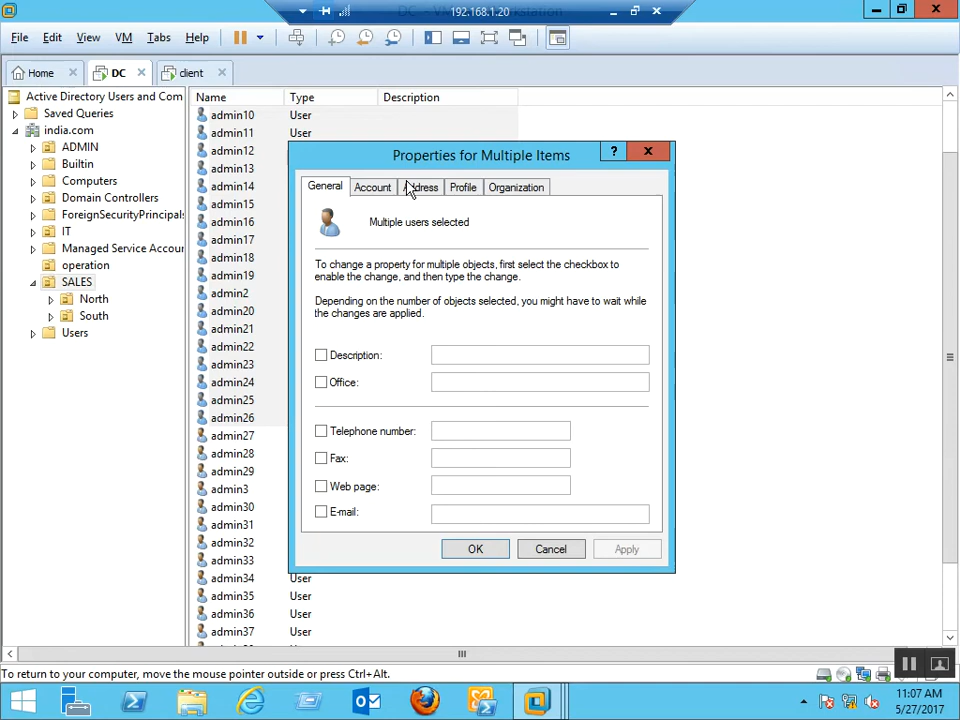 DC - VMware Workstation
192.168.1.20
File Edit View VM Tabs Help
Home DC client
Active Directory Users and Com
Saved Queries
india.com
ADMIN
Builtin
Computers
Domain Controllers
ForeignSecurityPrincipals
IT
Managed Service Accour
operation
SALES
North
South
Users
Name Type Description
admin10 User
admin11 User
admin12
admin13
admin14
admin15
admin16
admin17
admin18
admin19
admin2
admin20
admin21
admin22
admin23
admin24
admin25
admin26
admin27
admin28
admin29
admin3
admin30
admin31
admin32
admin33
admin34 User
admin35 User
admin36 User
admin37 User
Properties for Multiple Items
?
General Account Address Profile Organization
Multiple users selected
To change a property for multiple objects, first select the checkbox to
enable the change, and then type the change.
Depending on the number of objects selected, you might have to wait while
the changes are applied.
Description:
Office:
Telephone number:
Fax:
Web page:
E-mail:
OK Cancel Apply
To return to your computer, move the mouse pointer outside or press Ctrl+Alt.
11:07 AM
5/27/2017